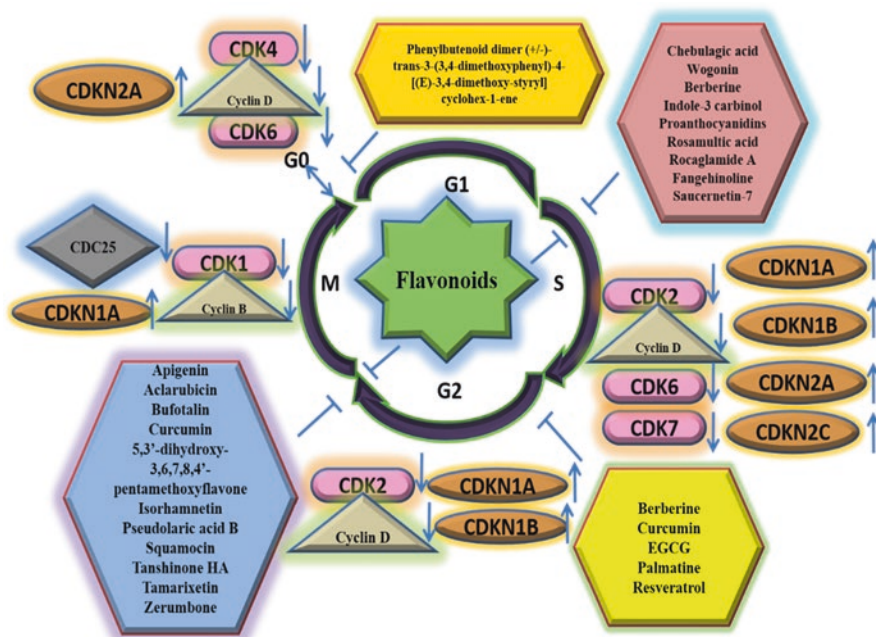 CDK4
CDKN2A
Cyclin D
CDK6
G0
Phenylbutenoid dimer (+/-)-
trans-3-(3,4-dimethoxyphenyl)-4-
[(E)-3,4-dimethoxy-styryl]
cyclohex-1-ene
Chebulagic acid
Wogonin
Berberine
Indole-3 carbinol
Proanthocyanidins
Rosamultic acid
Rocaglamide A
Fangehinoline
Saucernetin-7
G1
CDC25
CDK1
CDKN1A
Cyclin B
M
Flavonoids
S
G2
CDK2
Cyclin D
CDK6
CDK7
CDKN1A
CDKN1B
CDKN2A
CDKN2C
Apigenin
Aclarubicin
Bufotalin
Curcumin
5,3’-dihydroxy-
3,6,7,8,4’-
pentamethoxyflavone
Isorhamnetin
Pseudolaric acid B
Squamocin
Tanshinone HA
Tamarixetin
Zerumbone
CDK2
Cyclin D
CDKN1A
CDKN1B
Berberine
Curcumin
EGCG
Palmatine
Resveratrol